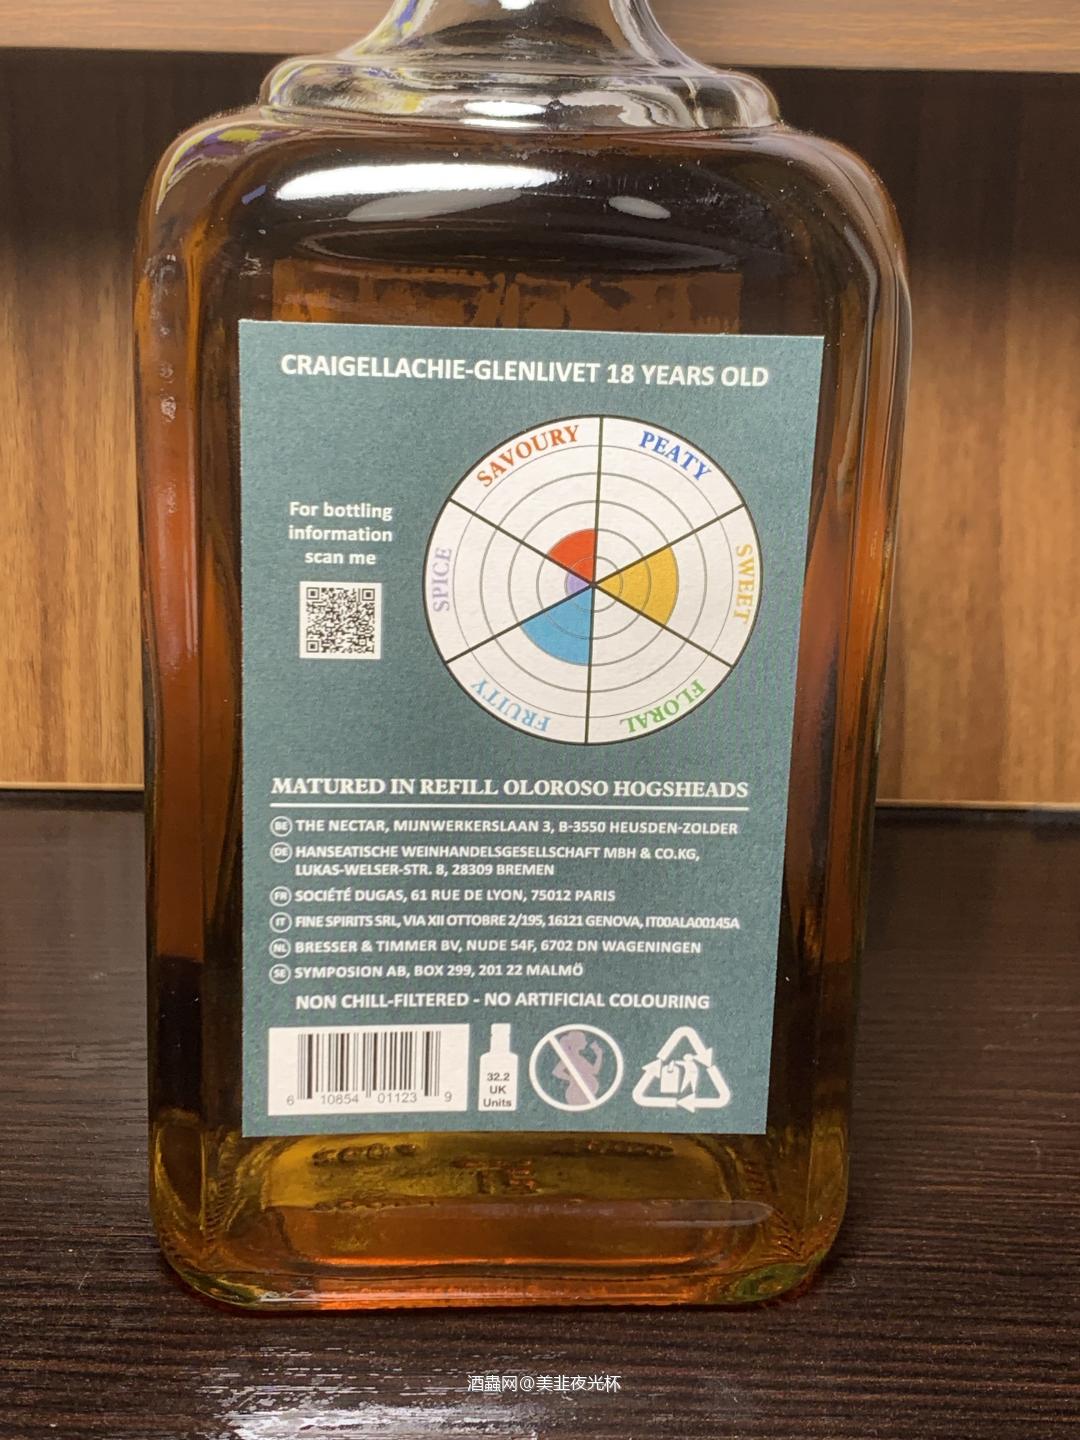 CRAIGELLACHIE-GLENLIVET 18 YEARS OLD
SAVOURY
PEATY
SWEET
FLORAL
FRUITY
SPICE
For bottling
information
scan me
MATURED IN REFILL OLOROSO HOGSHEADS
BE THE NECTAR, MIJNWERKERSLAAN 3, B-3550 HEUSDEN-ZOLDER
DE HANSEATISCHE WEINHANDELSGESELLSCHAFT MBH & CO.KG,
LUKAS-WELSER-STR. 8, 28309 BREMEN
FR SOCIÉTÉ DUGAS, 61 RUE DE LYON, 75012 PARIS
IT FINE SPIRITS SRL, VIA XII OTTOBRE 2/195, 16121 GENOVA, IT00ALA00145A
NL BRESSER & TIMMER BV, NUDE 54F, 6702 DN WAGENINGEN
SE SYMPOSION AB, BOX 299, 201 22 MALMÖ
NON CHILL-FILTERED - NO ARTIFICIAL COLOURING
6 10854 01123 9
32.2
UK
Units
酒蟲网@美韭夜光杯